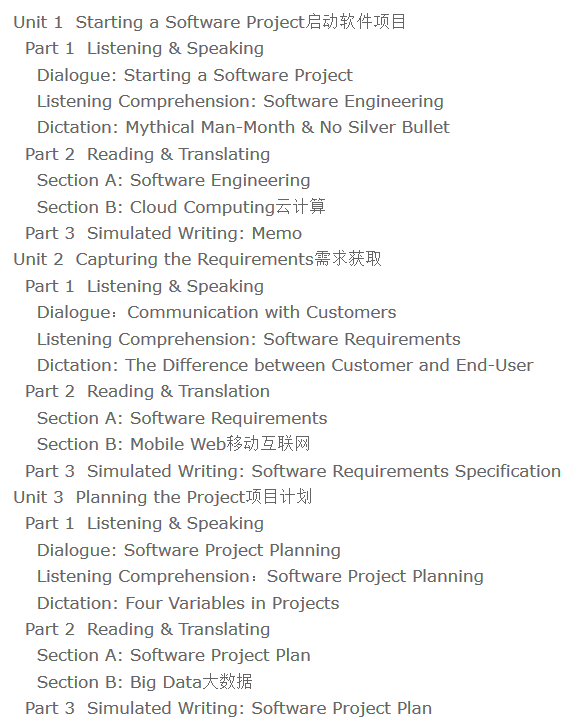 Unit 1  Starting a Software Project启动软件项目
Part 1  Listening & Speaking
Dialogue: Starting a Software Project
Listening Comprehension: Software Engineering
Dictation: Mythical Man-Month & No Silver Bullet
Part 2  Reading & Translating
Section A: Software Engineering
Section B: Cloud Computing云计算
Part 3  Simulated Writing: Memo
Unit 2  Capturing the Requirements需求获取
Part 1  Listening & Speaking
Dialogue：Communication with Customers
Listening Comprehension: Software Requirements
Dictation: The Difference between Customer and End-User
Part 2  Reading & Translation
Section A: Software Requirements
Section B: Mobile Web移动互联网
Part 3  Simulated Writing: Software Requirements Specification
Unit 3  Planning the Project项目计划
Part 1  Listening & Speaking
Dialogue: Software Project Planning
Listening Comprehension：Software Project Planning
Dictation: Four Variables in Projects
Part 2  Reading & Translating
Section A: Software Project Plan
Section B: Big Data大数据
Part 3  Simulated Writing: Software Project Plan